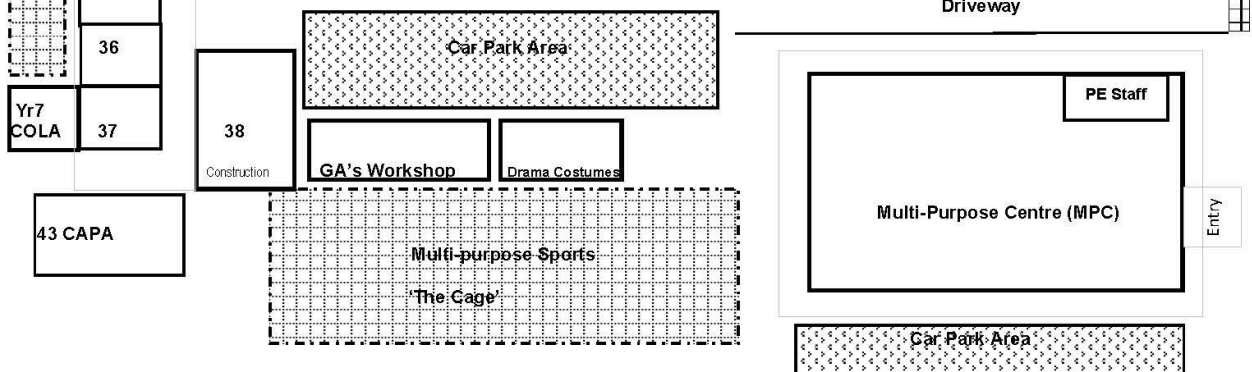 Driveway
36
Car Park Area
PE Staff
Yr7
COLA
37
38
Construction
GA's Workshop
Drama Costumes
Multi-Purpose Centre (MPC)
Entry
43 CAPA
Multi-purpose Sports
'The Cage'
Car Park Area